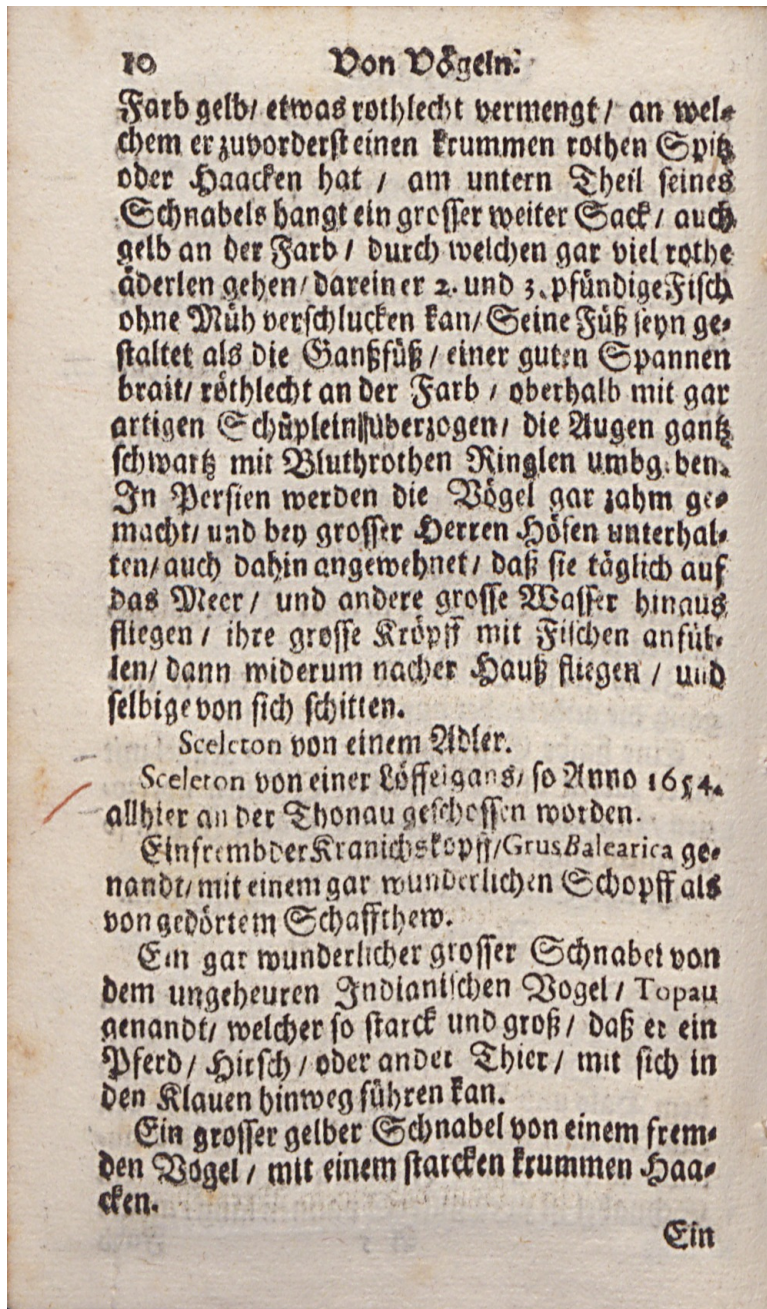 10 Von Vögeln.
Farb gelb/ etwas rothlecht vermengt / an wel-
chem er zuvorderst einen krummen rothen Spitz
oder Haacken hat / am untern Theil seines
Schnabels hangt ein grosser weiter Sack / auch
gelb an der Farb / durch welchen gar viel rothe
äderlen gehen / darein er 2. und 3. pfündige Fisch
ohne Müh verschlucken kan/ Seine Füß seyn ge-
staltet als die Ganßfüß / einer guten Spannen
brait/ röthlecht an der Farb / oberhalb mit gar
artigen Schüplein überzogen / die Augen gantz
schwartz mit Bluthrothen Ringlen umbgeben.
In Persien werden die Vögel gar zahm ge-
macht/ und bey grosser Herren Höfen unterhal-
ten/ auch dahin angewehnet / daß sie täglich auf
das Meer / und andere grosse Wasser hinaus
fliegen / ihre grosse Kröpff mit Fischen anfül-
len/ dann widerum nacher Hauß fliegen / und
selbige von sich schitten.
Sceleton von einem Adler.
Sceleton von einer Löffelgans/ so Anno 1654.
allhier an der Thonau geschossen worden.
Ein frembder Kranichskopff/ Grus Balearica ge-
nandt/ mit einem gar wunderlichen Schopff als
von gedörtem Schaffthew.
Ein gar wunderlicher grosser Schnabel von
dem ungeheuren Indianischen Vogel / Topau
genandt/ welcher so starck und groß / daß er ein
Pferd / Hirsch / oder ander Thier / mit sich in
den Klauen hinweg führen kan.
Ein grosser gelber Schnabel von einem frem-
den Vogel / mit einem starcken krummen Haa-
cken.
Ein